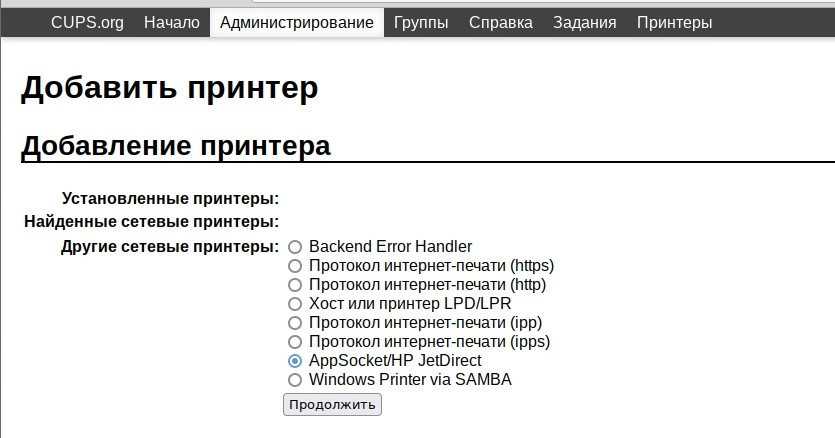 CUPS.org Начало Администрирование Группы Справка Задания Принтеры
Добавить принтер
Добавление принтера
Установленные принтеры:
Найденные сетевые принтеры:
Другие сетевые принтеры: Backend Error Handler
Протокол интернет-печати (https)
Протокол интернет-печати (http)
Хост или принтер LPD/LPR
Протокол интернет-печати (ipp)
Протокол интернет-печати (ipps)
AppSocket/HP JetDirect
Windows Printer via SAMBA
Продолжить